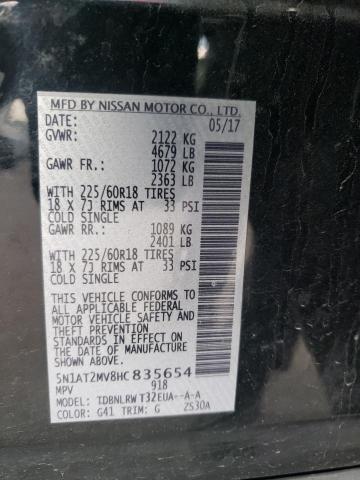 MFD BY NISSAN MOTOR CO., LTD.
DATE: 05/17
GVWR: 2122 KG
4679 LB
GAWR FR.: 1072 KG
2363 LB
WITH 225/60R18 TIRES
18 X 7J RIMS AT 33 PSI
COLD SINGLE
GAWR RR.: 1089 KG
2401 LB
WITH 225/60R18 TIRES
18 X 7J RIMS AT 33 PSI
COLD SINGLE
THIS VEHICLE CONFORMS TO
ALL APPLICABLE FEDERAL
MOTOR VEHICLE SAFETY,
BUMPER, AND THEFT PREVENTION
STANDARDS IN EFFECT ON THE
DATE OF MANUFACTURE
SHOWN ABOVE.
5N1AT2MV8HC835654
MPV 918
MODEL: TDBNLRW T32EUA--A-A
COLOR: G41 TRIM: G ZS30A